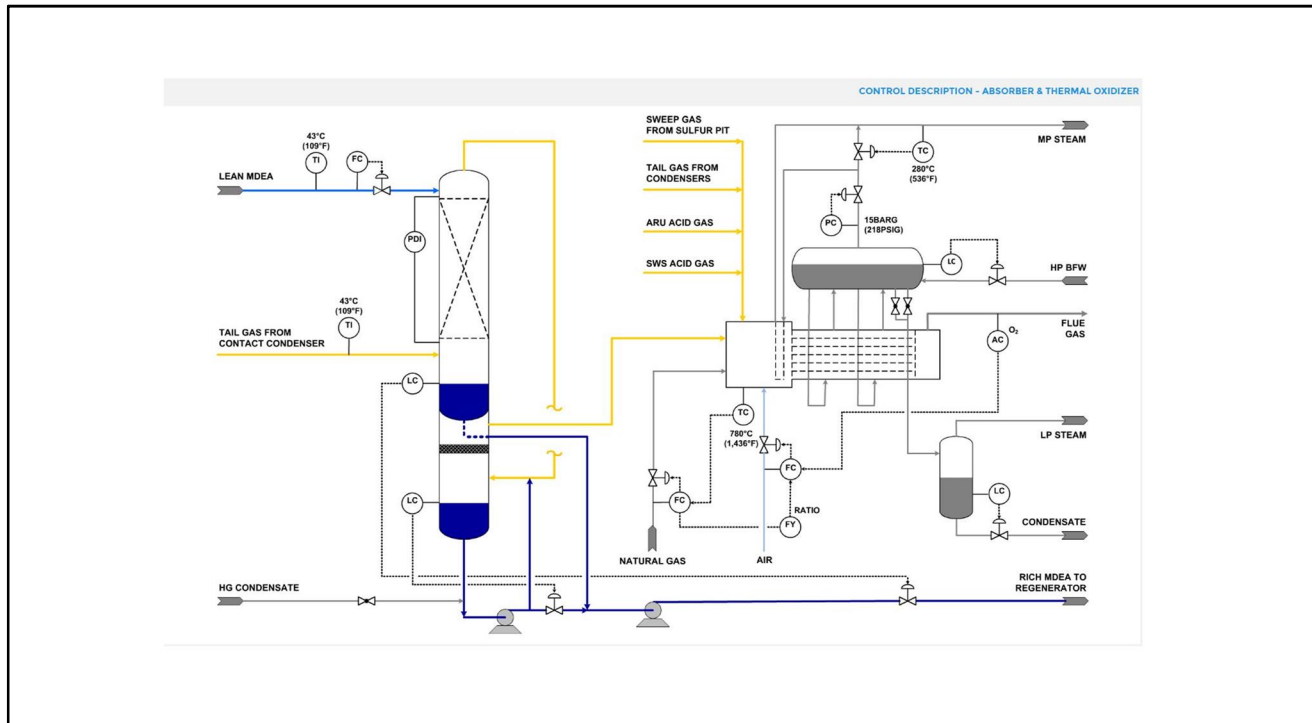 CONTROL DESCRIPTION - ABSORBER & THERMAL OXIDIZER
43°C
(109°F)
TI
FC
LEAN MDEA
PDI
43°C
(109°F)
TI
TAIL GAS FROM
CONTACT CONDENSER
LC
LC
HG CONDENSATE
SWEEP GAS
FROM SULFUR PIT
TAIL GAS FROM
CONDENSERS
ARU ACID GAS
SWS ACID GAS
MP STEAM
TC
280°C
(536°F)
PC
15BARG
(218PSIG)
LC
HP BFW
FLUE
GAS
O₂
AC
TC
780°C
(1,436°F)
FC
FC
RATIO
FY
NATURAL GAS
AIR
LP STEAM
LC
CONDENSATE
RICH MDEA TO
REGENERATOR